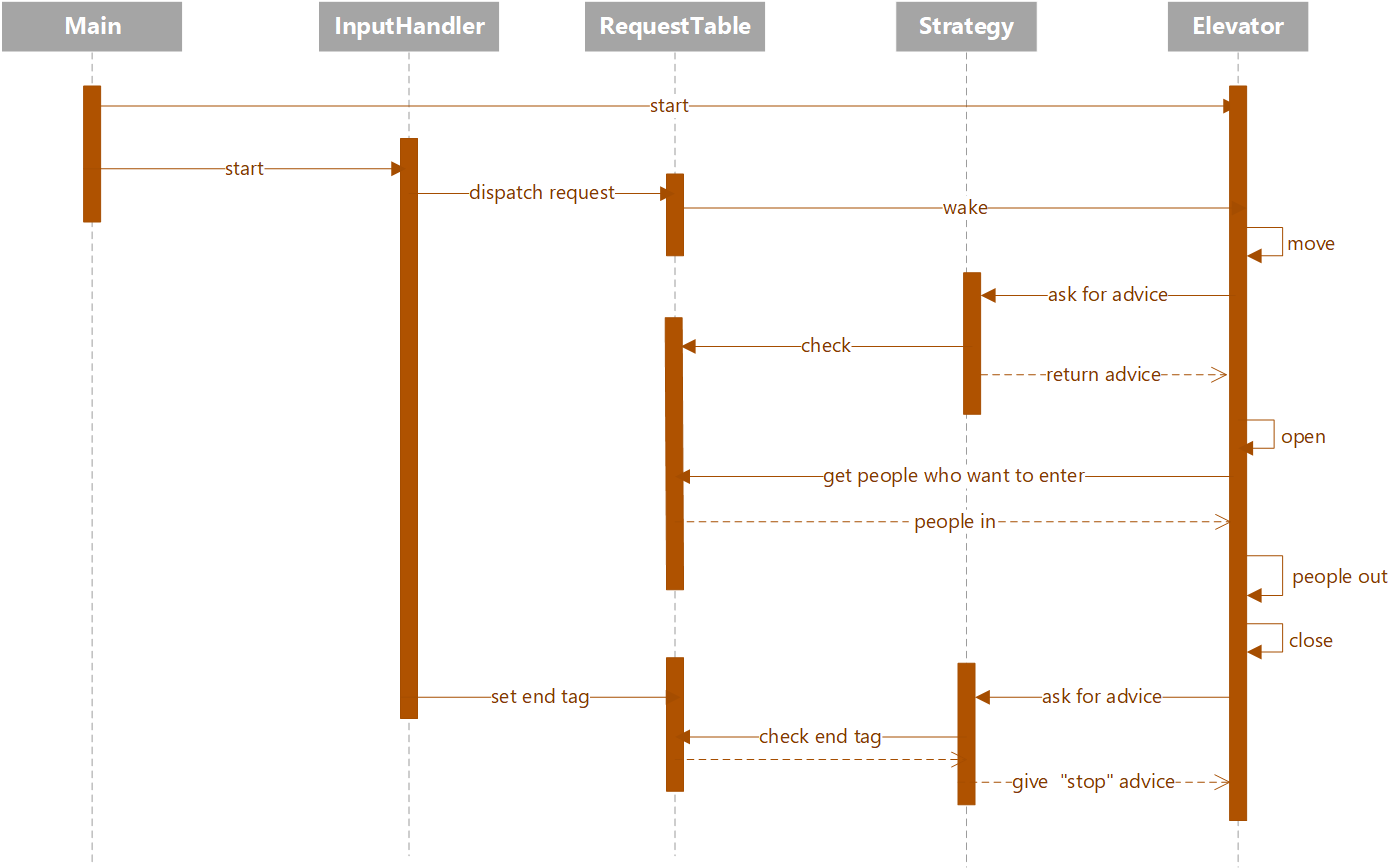 Main
InputHandler
RequestTable
Strategy
Elevator
start
start
dispatch request
wake
move
ask for advice
check
return advice
open
get people who want to enter
people in
people out
close
set end tag
ask for advice
check end tag
give "stop" advice